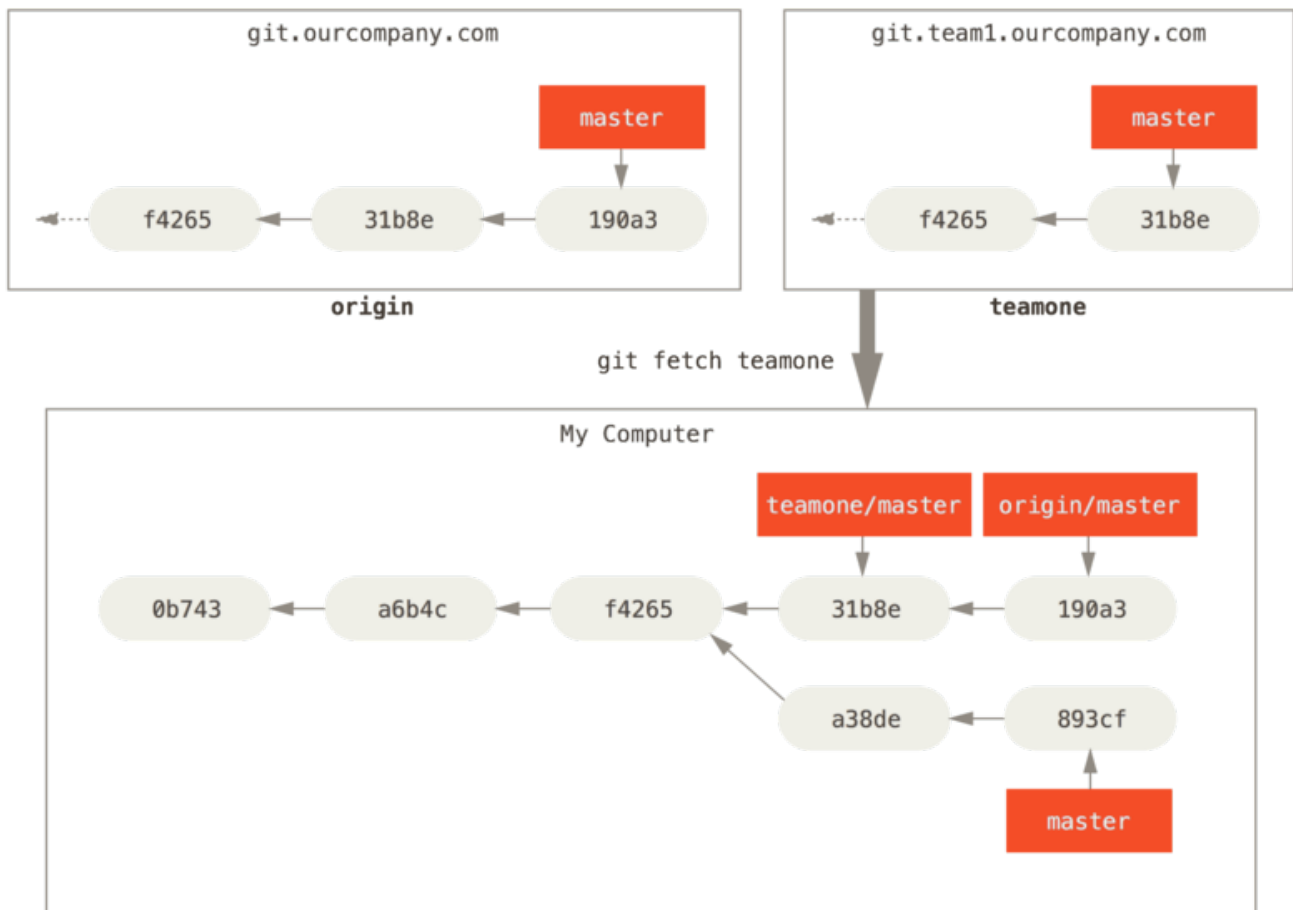 git.ourcompany.com
master
f4265
31b8e
190a3
origin
git.team1.ourcompany.com
master
f4265
31b8e
teamone
git fetch teamone
My Computer
teamone/master
origin/master
0b743
a6b4c
f4265
31b8e
190a3
a38de
893cf
master